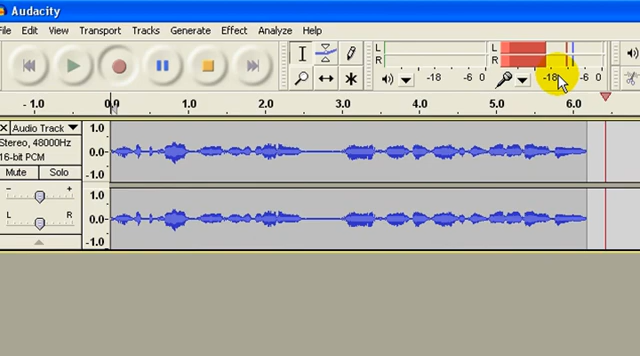 Audacity
File Edit View Transport Tracks Generate Effect Analyze Help
L
R
-18 -6 0
L
R
-18 -6 0
- 1.0 0.0 1.0 2.0 3.0 4.0 5.0 6.0
X Audio Track
Stereo, 48000Hz
16-bit PCM
Mute Solo
- +
L R
1.0
0.0
-1.0
1.0
0.0
-1.0